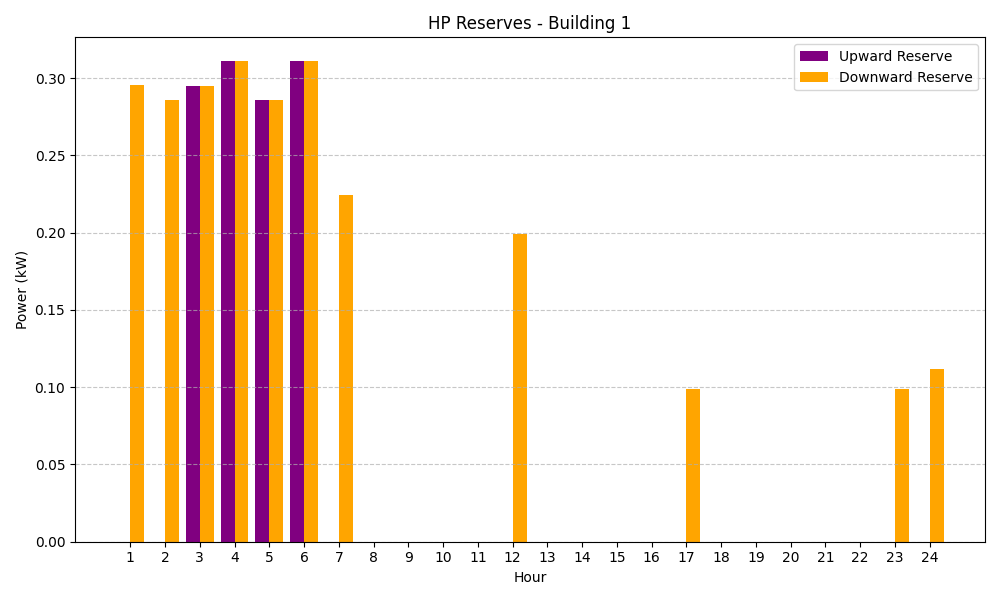 HP Reserves - Building 1
Upward Reserve
Downward Reserve
Power (kW)
0.30
0.25
0.20
0.15
0.10
0.05
0.00
1 2 3 4 5 6 7 8 9 10 11 12 13 14 15 16 17 18 19 20 21 22 23 24
Hour